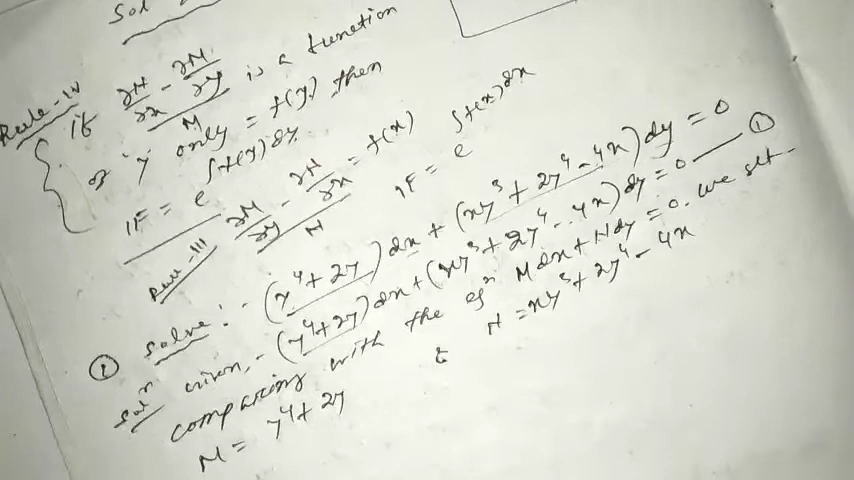 Sol
Rule-IV
If ∂N/∂x - ∂M/∂y / M is a function
of 'y' only = f(y) then
IF = e^∫f(y)dy
Rule-III ∂M/∂y - ∂N/∂x / N = f(x) IF = e^∫f(x)dx
② Solve:- (y⁴+2y)dx + (xy³+2y⁴-4x)dy = 0
Solⁿ Given,- (y⁴+2y)dx+(xy³+2y⁴-4x)dy=0 — ①
comparing with the eqⁿ Mdx+Ndy=0. we get-
M = y⁴+2y & N = xy³+2y⁴-4x